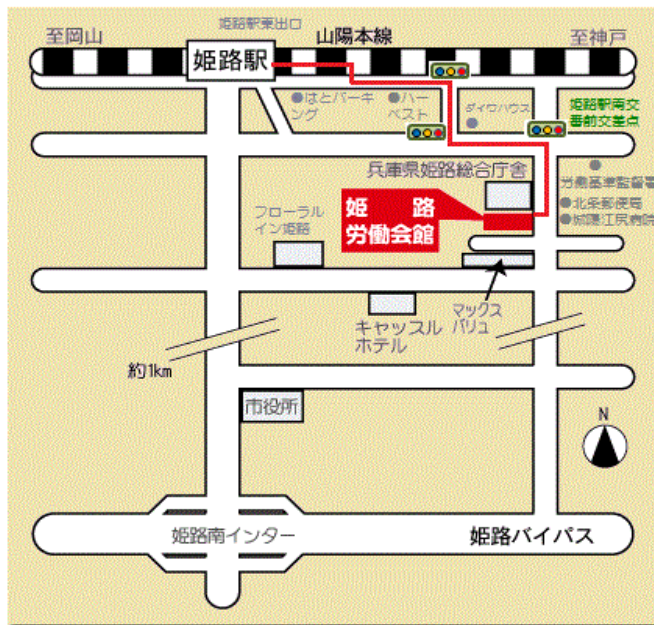 姫路駅東出口
至岡山
山陽本線
至神戸
姫路駅
●はとパーキ
ング
●ハー
ベスト
ダイワハウス
姫路駅南交
番前交差点
兵庫県姫路総合庁舎
労働基準監督署
●北条郵便局
●城陽江尻病院
姫路
労働会館
フローラル
イン姫路
マックス
バリュ
キャッスル
ホテル
約1km
市役所
N
姫路南インター
姫路バイパス